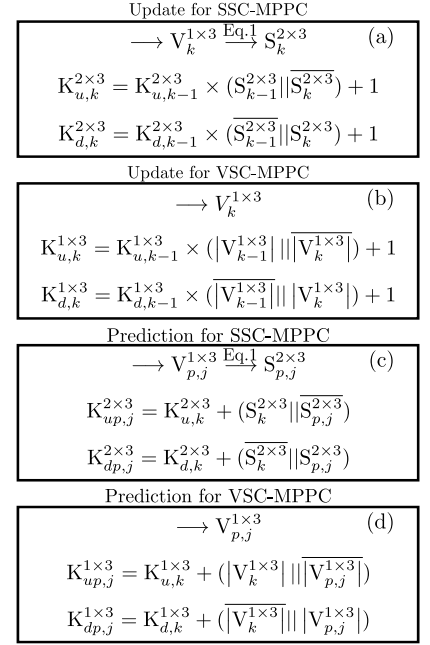 Update for SSC-MPPC
⟶ V_k^{1×3} \xrightarrow{Eq.1} S_k^{2×3} (a)
K_{u,k}^{2×3} = K_{u,k−1}^{2×3} × (S_{k−1}^{2×3}||\overline{S_k^{2×3}}) + 1
K_{d,k}^{2×3} = K_{d,k−1}^{2×3} × (\overline{S_{k−1}^{2×3}}||S_k^{2×3}) + 1
Update for VSC-MPPC
⟶ V_k^{1×3} (b)
K_{u,k}^{1×3} = K_{u,k−1}^{1×3} × (|V_{k−1}^{1×3}| ||\overline{|V_k^{1×3}|}) + 1
K_{d,k}^{1×3} = K_{d,k−1}^{1×3} × (\overline{|V_{k−1}^{1×3}|}|| |V_k^{1×3}|) + 1
Prediction for SSC-MPPC
⟶ V_{p,j}^{1×3} \xrightarrow{Eq.1} S_{p,j}^{2×3} (c)
K_{up,j}^{2×3} = K_{u,k}^{2×3} + (S_k^{2×3}||\overline{S_{p,j}^{2×3}})
K_{dp,j}^{2×3} = K_{d,k}^{2×3} + (\overline{S_k^{2×3}}||S_{p,j}^{2×3})
Prediction for VSC-MPPC
⟶ V_{p,j}^{1×3} (d)
K_{up,j}^{1×3} = K_{u,k}^{1×3} + (|V_k^{1×3}| ||\overline{|V_{p,j}^{1×3}|})
K_{dp,j}^{1×3} = K_{d,k}^{1×3} + (\overline{|V_k^{1×3}|}|| |V_{p,j}^{1×3}|)